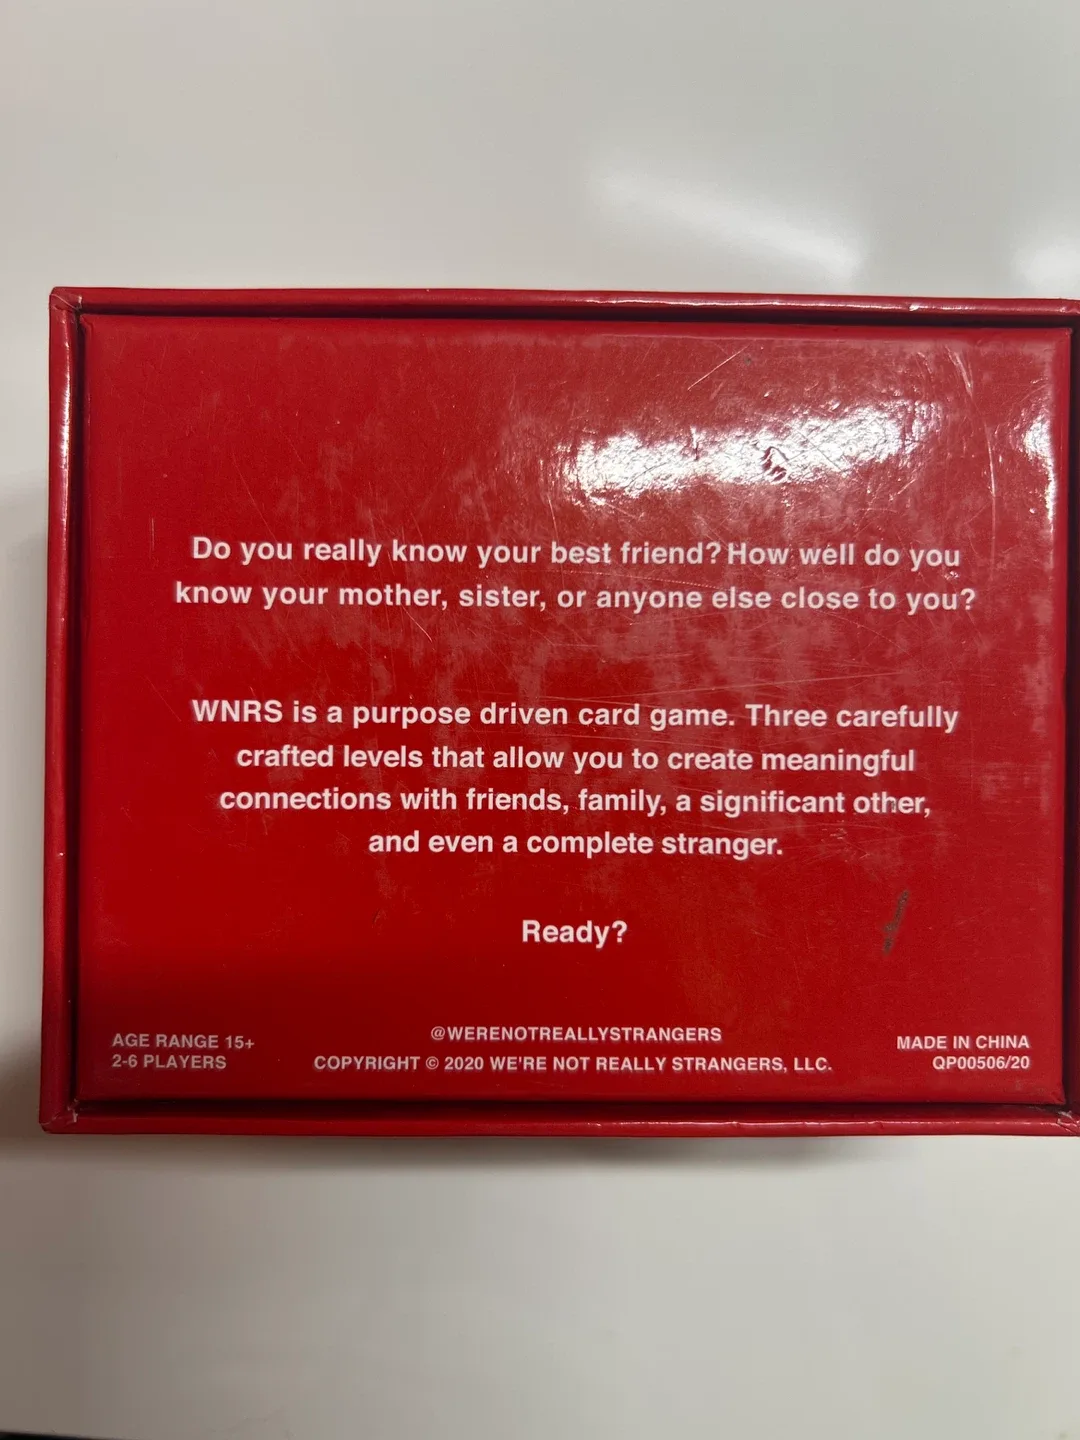 Do you really know your best friend? How well do you
know your mother, sister, or anyone else close to you?
WNRS is a purpose driven card game. Three carefully
crafted levels that allow you to create meaningful
connections with friends, family, a significant other,
and even a complete stranger.
Ready?
@WERENOTREALLYSTRANGERS
AGE RANGE 15+
2-6 PLAYERS
COPYRIGHT © 2020 WE'RE NOT REALLY STRANGERS, LLC.
MADE IN CHINA
QP00506/20